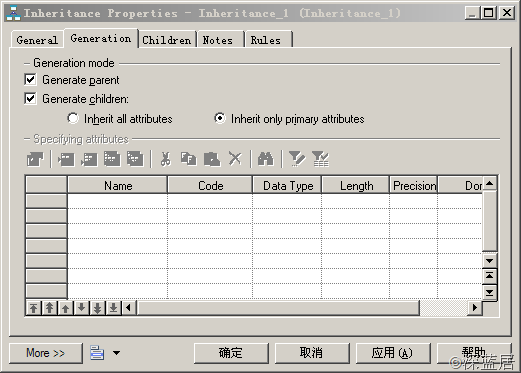 Inheritance Properties - Inheritance_1 (Inheritance_1)
General Generation Children Notes Rules
Generation mode
Generate parent
Generate children:
Inherit all attributes Inherit only primary attributes
Specifying attributes
Name Code Data Type Length Precision Dor
More >> 确定 取消 应用(A) 帮助
@深蓝居